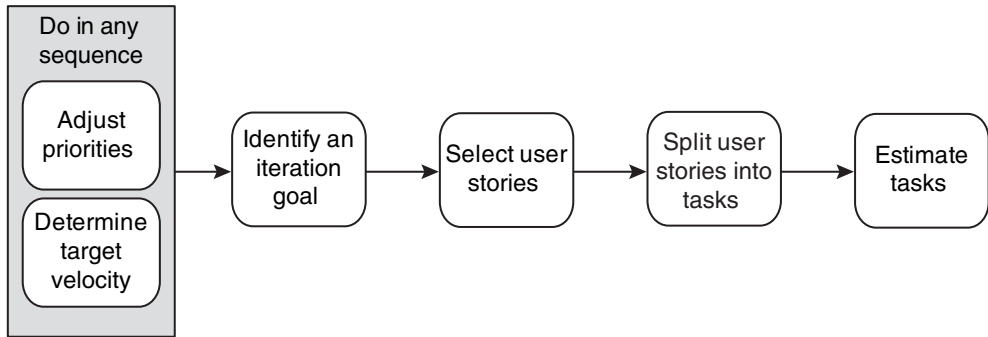 Do in any
sequence
Adjust
priorities
Determine
target
velocity
Identify an
iteration
goal
Select user
stories
Split user
stories into
tasks
Estimate
tasks